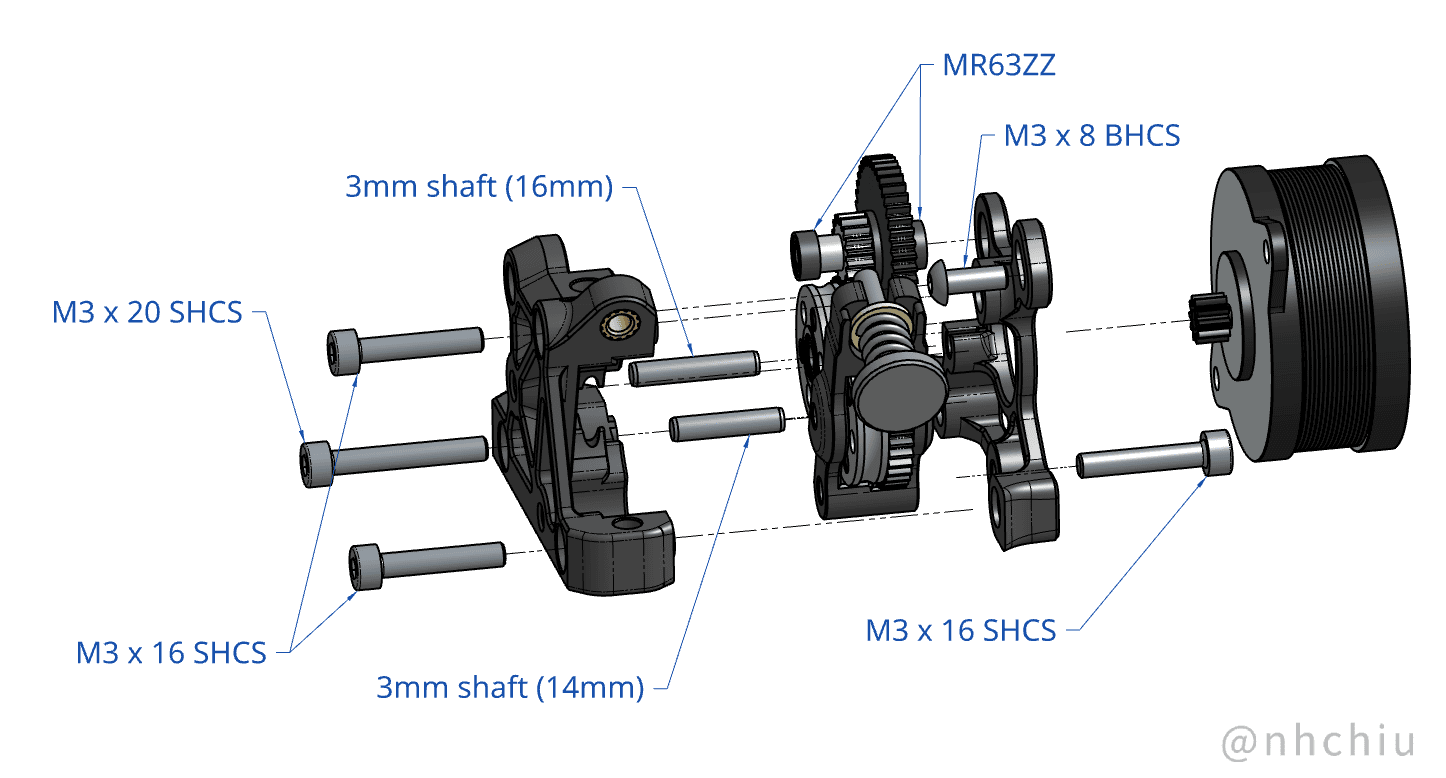 MR63ZZ
M3 x 8 BHCS
3mm shaft (16mm)
M3 x 20 SHCS
M3 x 16 SHCS
M3 x 16 SHCS
3mm shaft (14mm)
@nhchiu